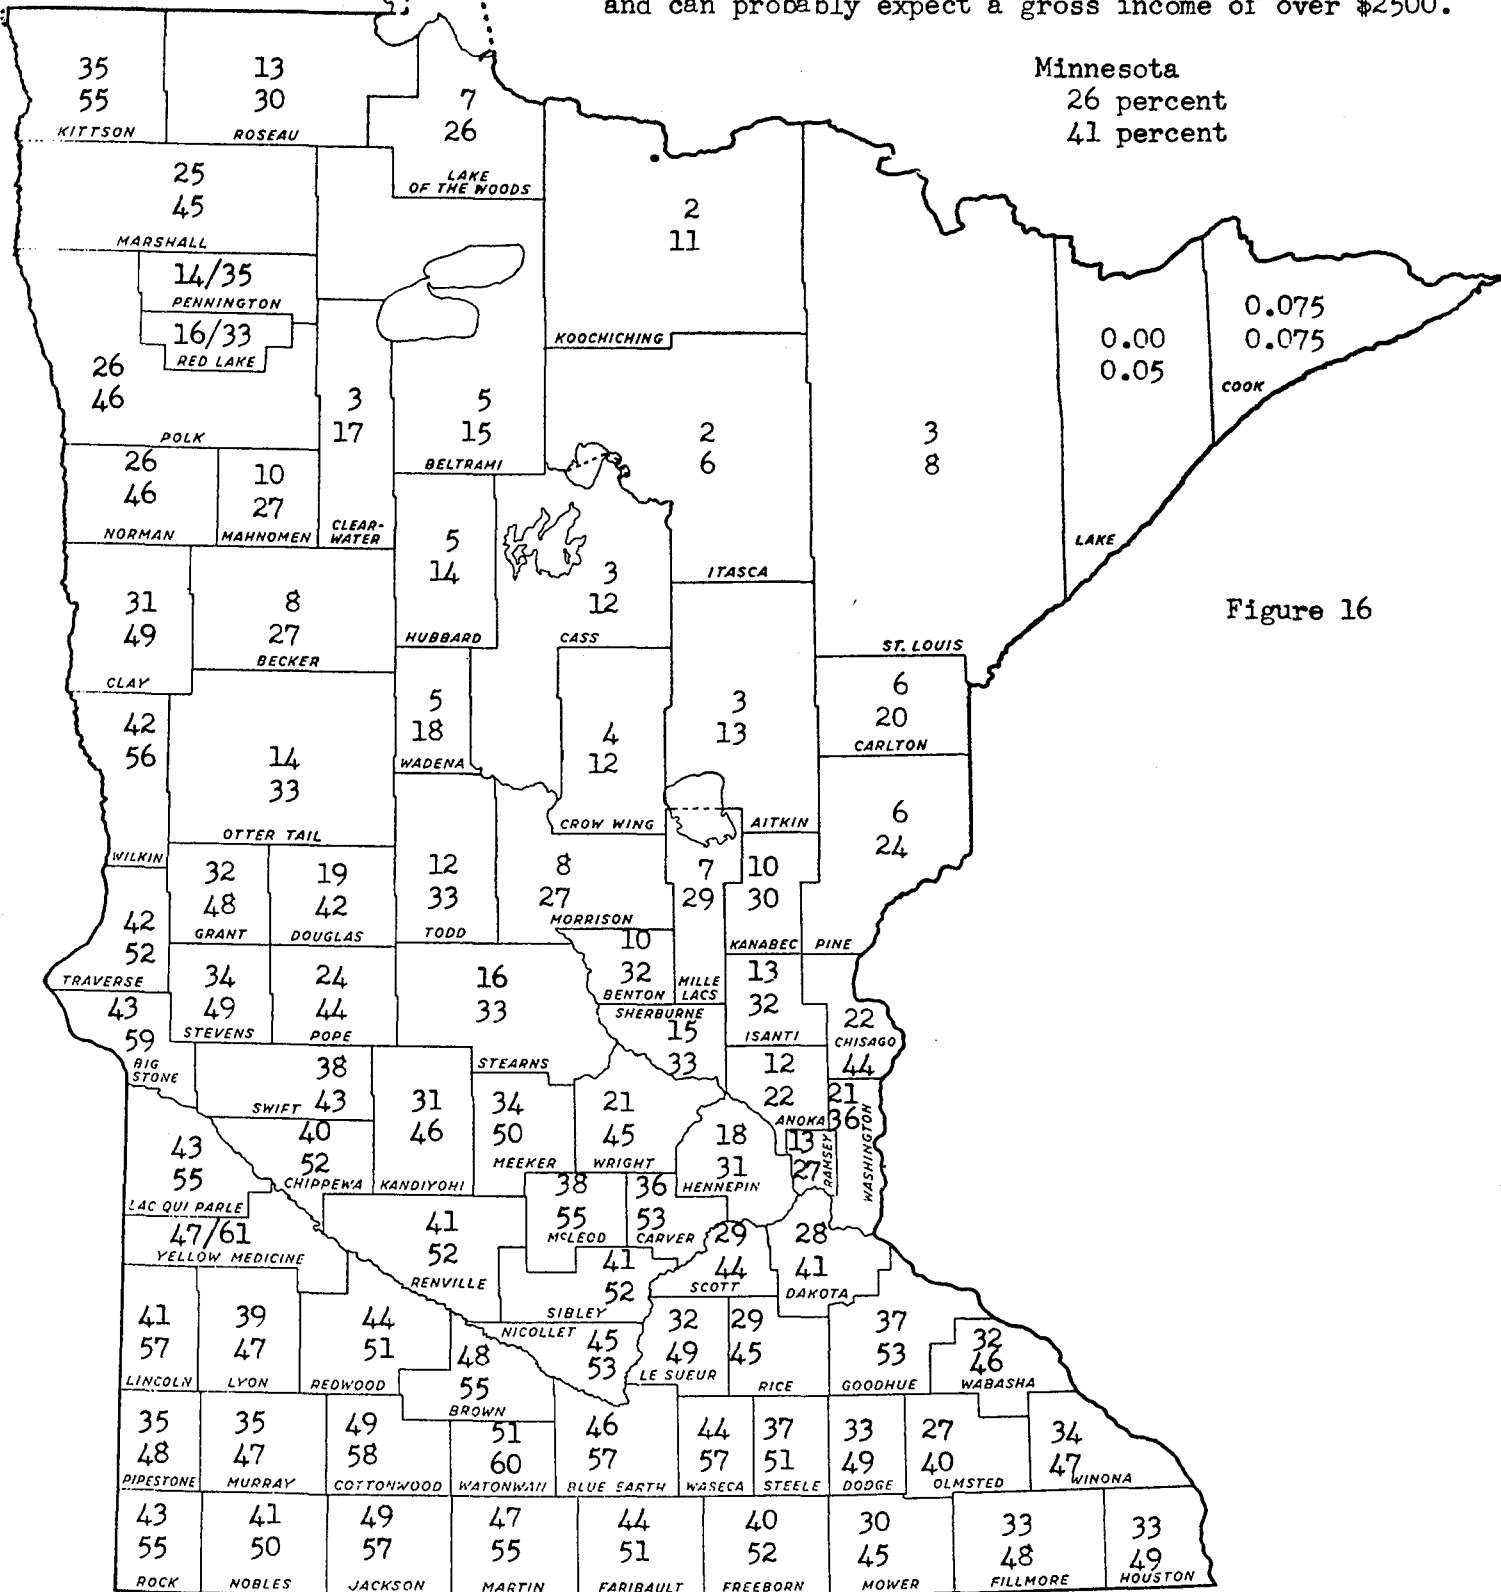 and can probably expect a gross income of over $2500.
Minnesota
26 percent
41 percent
35
55
KITTSON
13
30
ROSEAU
7
26
LAKE
OF THE WOODS
25
45
MARSHALL
2
11
KOOCHICHING
14/35
PENNINGTON
16/33
RED LAKE
26
46
POLK
3
17
CLEAR-
WATER
5
15
BELTRAMI
2
6
ITASCA
3
8
ST. LOUIS
0.00
0.05
LAKE
0.075
0.075
COOK
Figure 16
26
46
NORMAN
10
27
MAHNOMEN
5
14
HUBBARD
3
12
CASS
31
49
CLAY
8
27
BECKER
42
56
WILKIN
14
33
OTTER TAIL
5
18
WADENA
4
12
CROW WING
3
13
AITKIN
6
20
CARLTON
6
24
PINE
32
48
GRANT
19
42
DOUGLAS
12
33
TODD
8
27
MORRISON
7
29
MILLE
LACS
10
30
KANABEC
42
52
TRAVERSE
34
49
STEVENS
24
44
POPE
16
33
STEARNS
10
32
BENTON
SHERBURNE
15
33
13
32
ISANTI
22
CHISAGO
44
43
59
BIG
STONE
38
SWIFT 43
31
46
KANDIYOHI
34
50
MEEKER
21
45
WRIGHT
12
22
ANOKA
21
36
WASHINGTON
13
27
RAMSEY
18
31
HENNEPIN
43
55
LAC QUI PARLE
40
52
CHIPPEWA
47/61
YELLOW MEDICINE
41
52
RENVILLE
38
55
McLEOD
36
53
CARVER
29
44
SCOTT
28
41
DAKOTA
41
52
SIBLEY
41
57
LINCOLN
39
47
LYON
44
51
REDWOOD
48
55
BROWN
NICOLLET
45
53
32
49
LE SUEUR
29
45
RICE
37
53
GOODHUE
32
46
WABASHA
35
48
PIPESTONE
35
47
MURRAY
49
58
COTTONWOOD
51
60
WATONWAN
46
57
BLUE EARTH
44
57
WASECA
37
51
STEELE
33
49
DODGE
27
40
OLMSTED
34
47
WINONA
43
55
ROCK
41
50
NOBLES
49
57
JACKSON
47
55
MARTIN
44
51
FARIBAULT
40
52
FREEBORN
30
45
MOWER
33
48
FILLMORE
33
49
HOUSTON